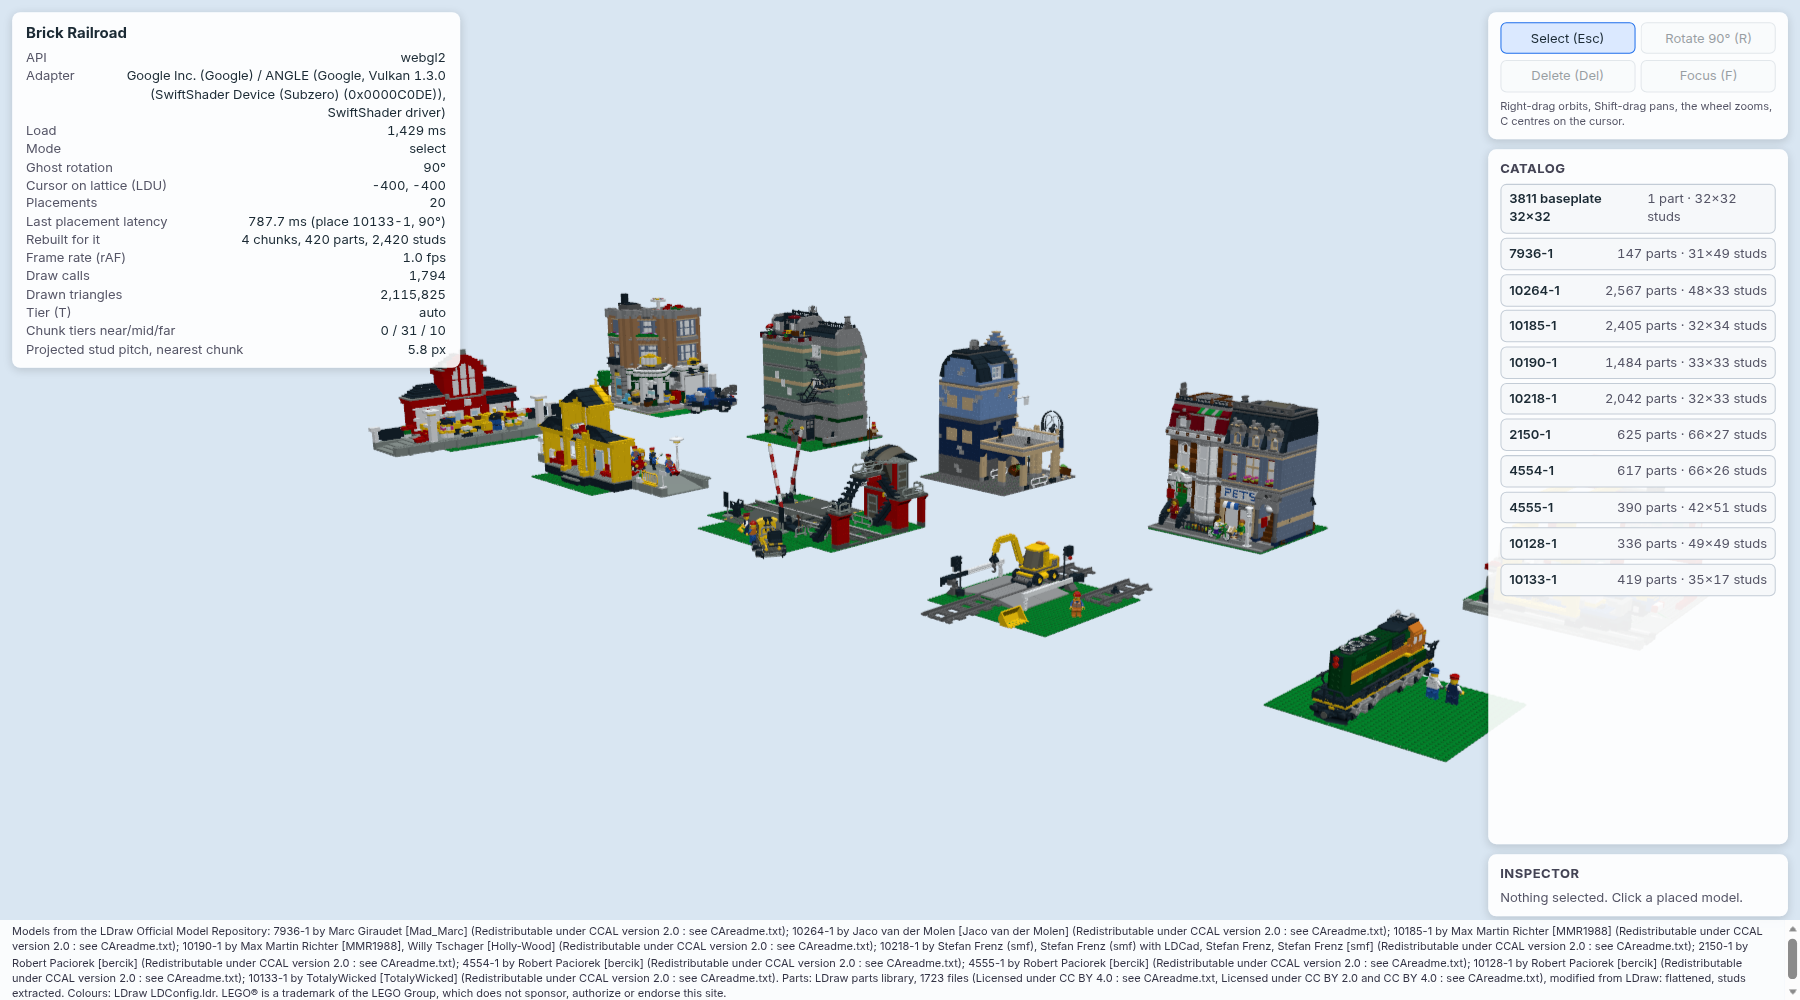 Brick Railroad
API webgl2
Adapter Google Inc. (Google) / ANGLE (Google, Vulkan 1.3.0
(SwiftShader Device (Subzero) (0x0000C0DE)),
SwiftShader driver)
Load 1,429 ms
Mode select
Ghost rotation 90°
Cursor on lattice (LDU) -400, -400
Placements 20
Last placement latency 787.7 ms (place 10133-1, 90°)
Rebuilt for it 4 chunks, 420 parts, 2,420 studs
Frame rate (rAF) 1.0 fps
Draw calls 1,794
Drawn triangles 2,115,825
Tier (T) auto
Chunk tiers near/mid/far 0 / 31 / 10
Projected stud pitch, nearest chunk 5.8 px
PETS
Select (Esc) Rotate 90° (R)
Delete (Del) Focus (F)
Right-drag orbits, Shift-drag pans, the wheel zooms,
C centres on the cursor.
CATALOG
3811 baseplate 1 part · 32×32
32×32 studs
7936-1 147 parts · 31×49 studs
10264-1 2,567 parts · 48×33 studs
10185-1 2,405 parts · 32×34 studs
10190-1 1,484 parts · 33×33 studs
10218-1 2,042 parts · 32×33 studs
2150-1 625 parts · 66×27 studs
4554-1 617 parts · 66×26 studs
4555-1 390 parts · 42×51 studs
10128-1 336 parts · 49×49 studs
10133-1 419 parts · 35×17 studs
INSPECTOR
Nothing selected. Click a placed model.
Models from the LDraw Official Model Repository: 7936-1 by Marc Giraudet [Mad_Marc] (Redistributable under CCAL version 2.0 : see CAreadme.txt); 10264-1 by Jaco van der Molen [Jaco van der Molen] (Redistributable under CCAL version 2.0 : see CAreadme.txt); 10185-1 by Max Martin Richter [MMR1988] (Redistributable under CCAL
version 2.0 : see CAreadme.txt); 10190-1 by Max Martin Richter [MMR1988], Willy Tschager [Holly-Wood] (Redistributable under CCAL version 2.0 : see CAreadme.txt); 10218-1 by Stefan Frenz (smf), Stefan Frenz (smf) with LDCad, Stefan Frenz, Stefan Frenz [smf] (Redistributable under CCAL version 2.0 : see CAreadme.txt); 2150-1 by
Robert Paciorek [bercik] (Redistributable under CCAL version 2.0 : see CAreadme.txt); 4554-1 by Robert Paciorek [bercik] (Redistributable under CCAL version 2.0 : see CAreadme.txt); 4555-1 by Robert Paciorek [bercik] (Redistributable under CCAL version 2.0 : see CAreadme.txt); 10128-1 by Robert Paciorek [bercik] (Redistributable
under CCAL version 2.0 : see CAreadme.txt); 10133-1 by TotalyWicked [TotalyWicked] (Redistributable under CCAL version 2.0 : see CAreadme.txt). Parts: LDraw parts library, 1723 files (Licensed under CC BY 4.0 : see CAreadme.txt, Licensed under CC BY 2.0 and CC BY 4.0 : see CAreadme.txt), modified from LDraw: flattened, studs
extracted. Colours: LDraw LDConfig.ldr. LEGO® is a trademark of the LEGO Group, which does not sponsor, authorize or endorse this site.